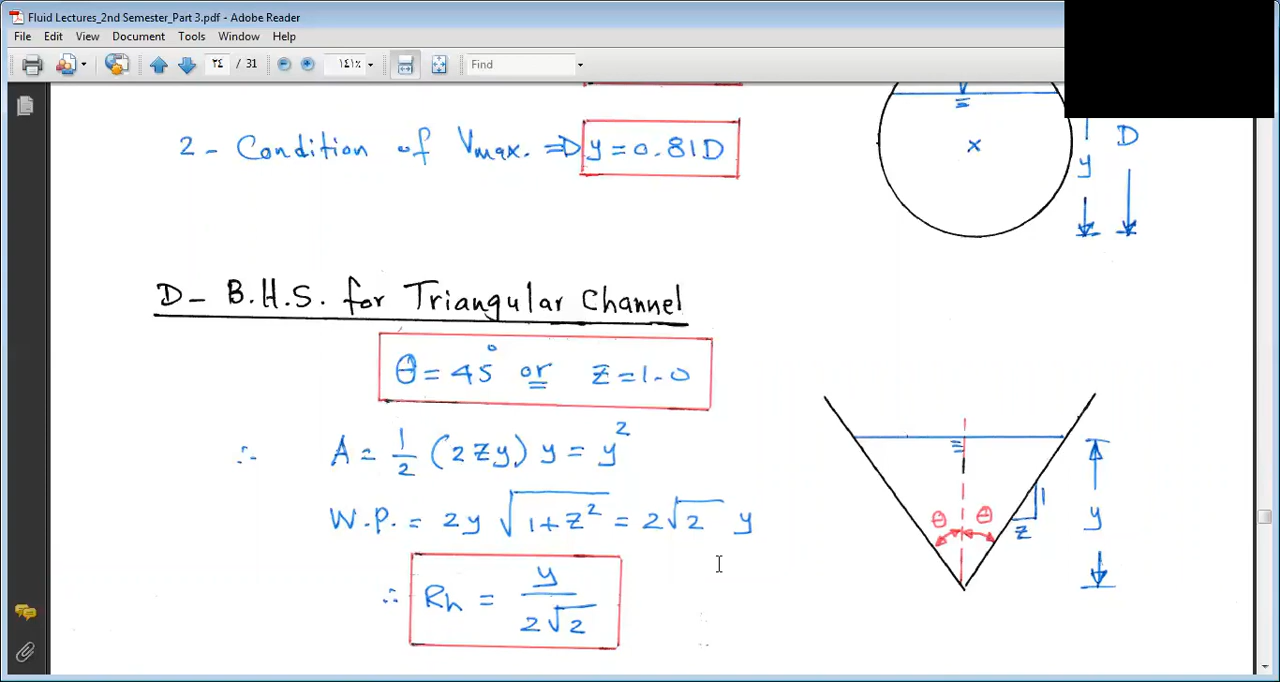 Fluid Lectures_2nd Semester_Part 3.pdf - Adobe Reader
File Edit View Document Tools Window Help
٢٤ / 31 ١٤١% Find
2 - Condition of Vmax. ⇒ y = 0.81D
x y D
D - B.H.S. for Triangular Channel
θ = 45° or z = 1.0
∴ A = 1/2 (2zy) y = y²
W.P. = 2y √(1+z²) = 2√2 y
∴ Rh = y / 2√2
θ θ 1 z y